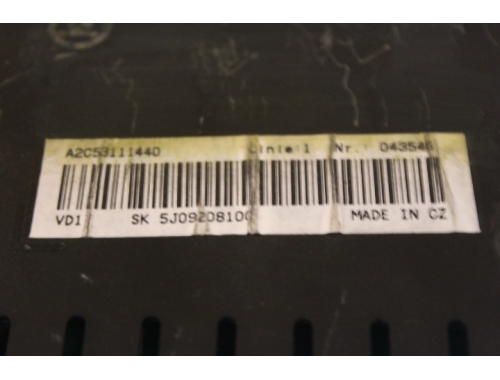 A2C53111440 Linie:1 Nr.: 043546
VD1 SK 5J0920810C MADE IN CZ